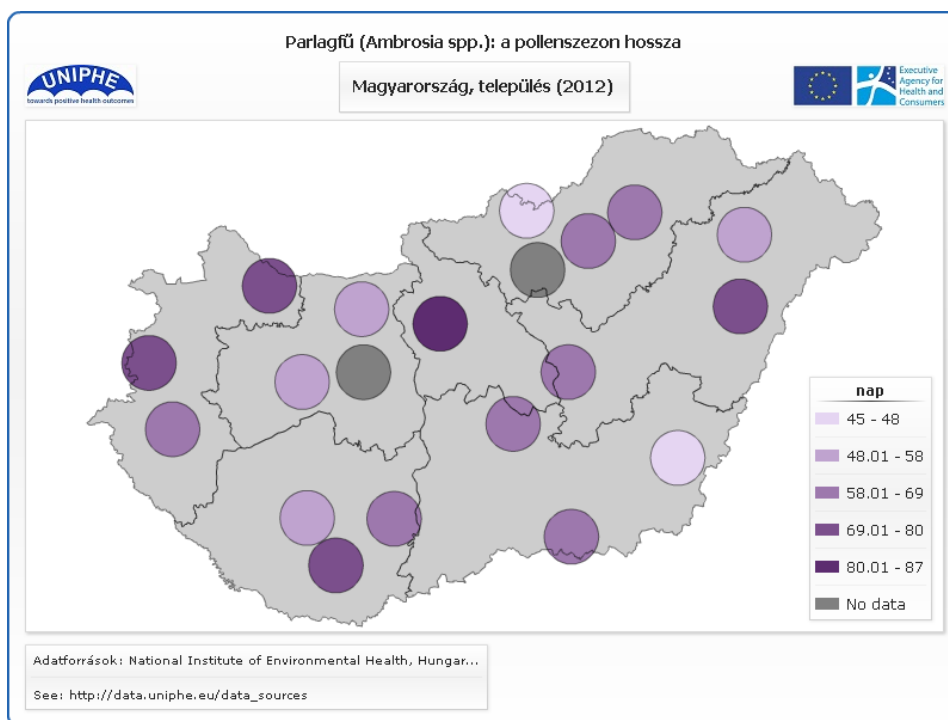 Parlagfű (Ambrosia spp.): a pollenszezon hossza
UNIPHE
towards positive health outcomes
Magyarország, település (2012)
Executive
Agency for
Health and
Consumers
nap
45 - 48
48.01 - 58
58.01 - 69
69.01 - 80
80.01 - 87
No data
Adatforrások: National Institute of Environmental Health, Hungar...
See: http://data.uniphe.eu/data_sources